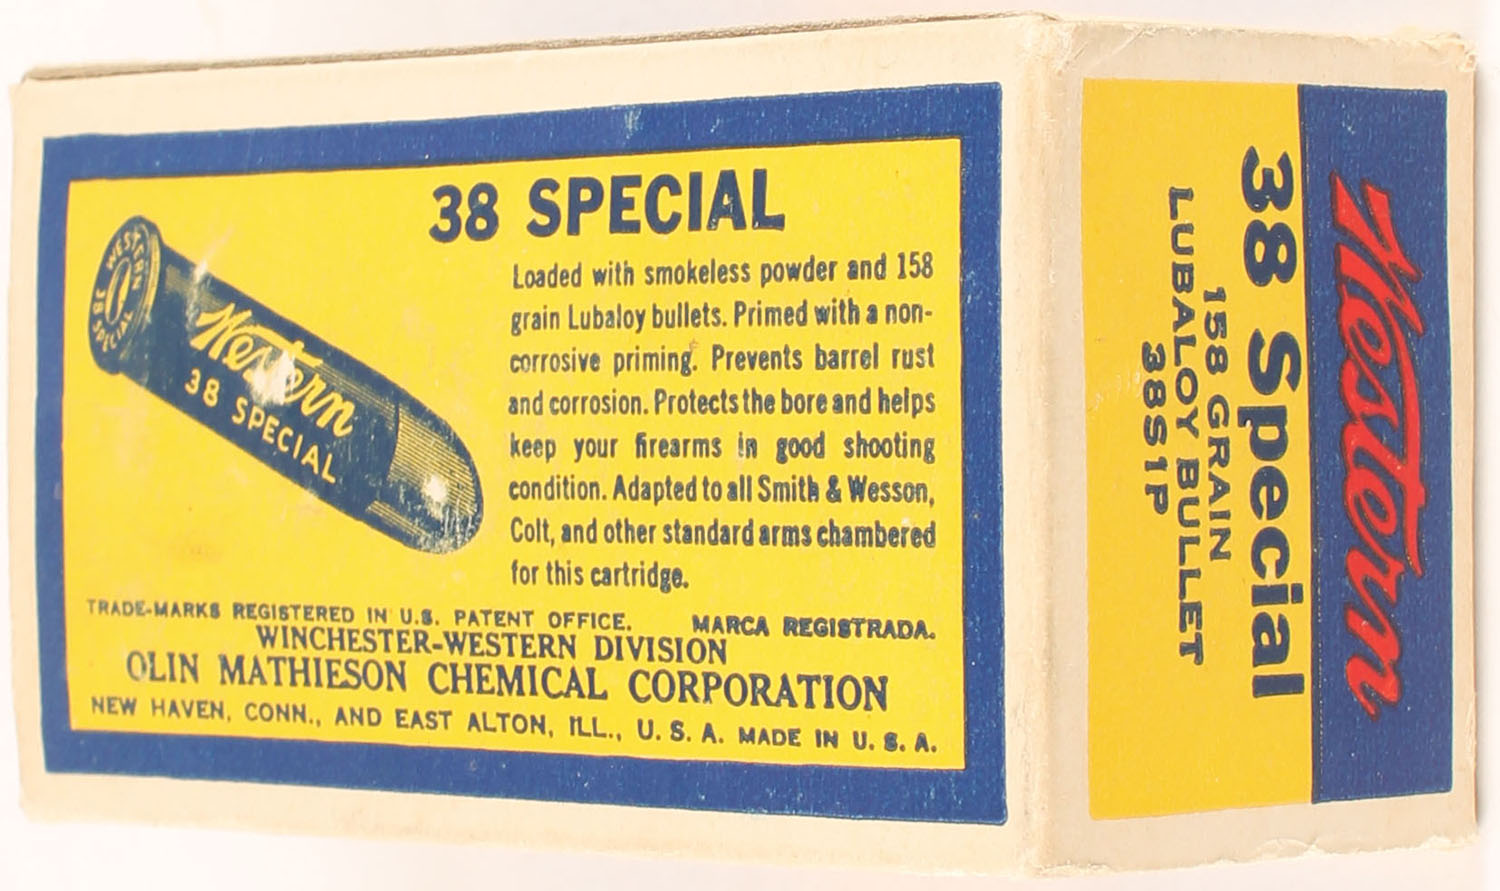 38 SPECIAL
Loaded with smokeless powder and 158
grain Lubaloy bullets. Primed with a non-
corrosive priming. Prevents barrel rust
and corrosion. Protects the bore and helps
keep your firearms in good shooting
condition. Adapted to all Smith & Wesson,
Colt, and other standard arms chambered
for this cartridge.
WESTERN
38 SPECIAL
Western
38 SPECIAL
TRADE-MARKS REGISTERED IN U.S. PATENT OFFICE. MARCA REGISTRADA.
WINCHESTER-WESTERN DIVISION
OLIN MATHIESON CHEMICAL CORPORATION
NEW HAVEN, CONN., AND EAST ALTON, ILL., U. S. A. MADE IN U. S. A.
Western
38 Special
158 GRAIN
LUBALOY BULLET
38S1P